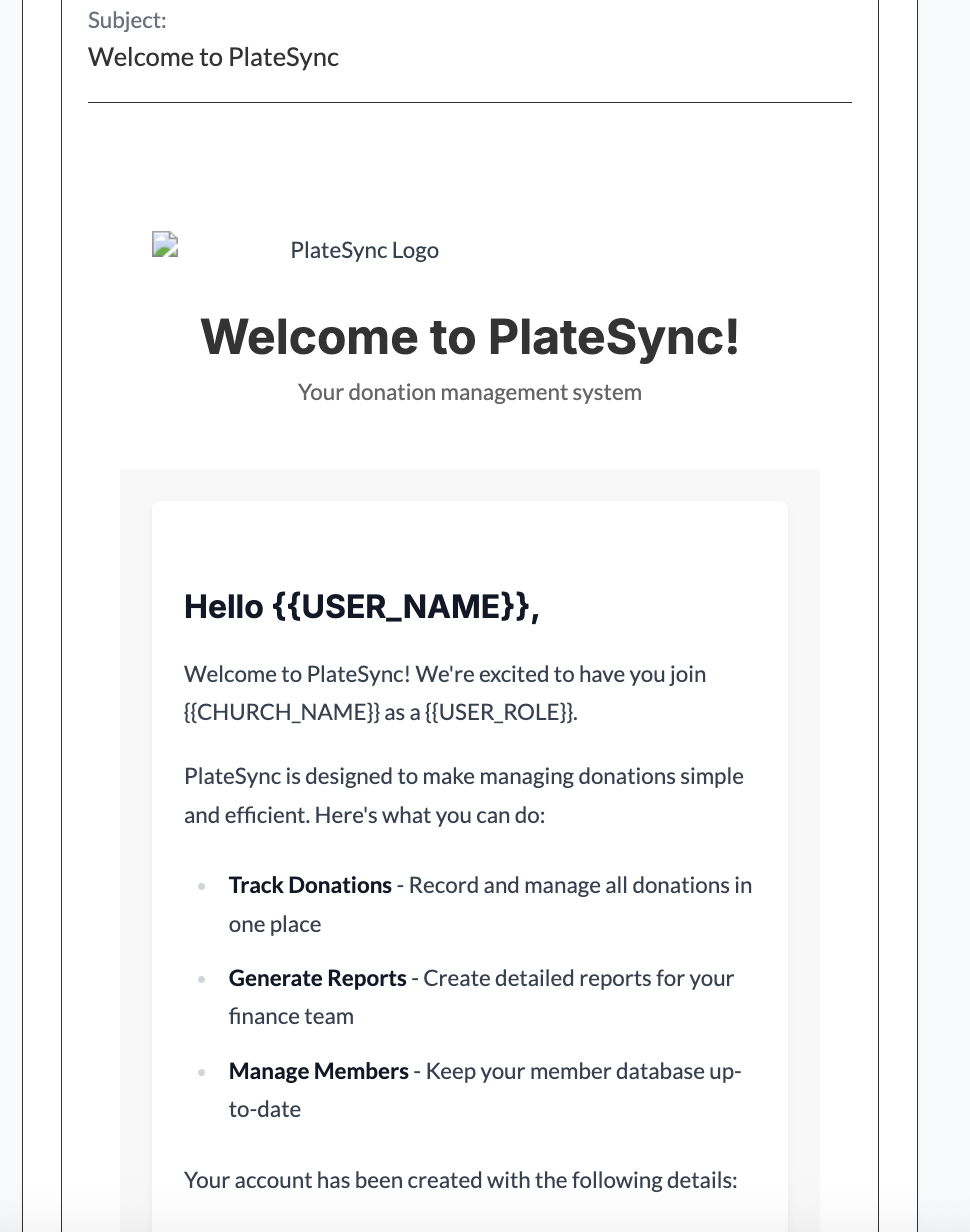 Subject:
Welcome to PlateSync
PlateSync Logo
Welcome to PlateSync!
Your donation management system
Hello {{USER_NAME}},
Welcome to PlateSync! We're excited to have you join
{{CHURCH_NAME}} as a {{USER_ROLE}}.
PlateSync is designed to make managing donations simple
and efficient. Here's what you can do:
Track Donations - Record and manage all donations in
one place
Generate Reports - Create detailed reports for your
finance team
Manage Members - Keep your member database up-
to-date
Your account has been created with the following details: